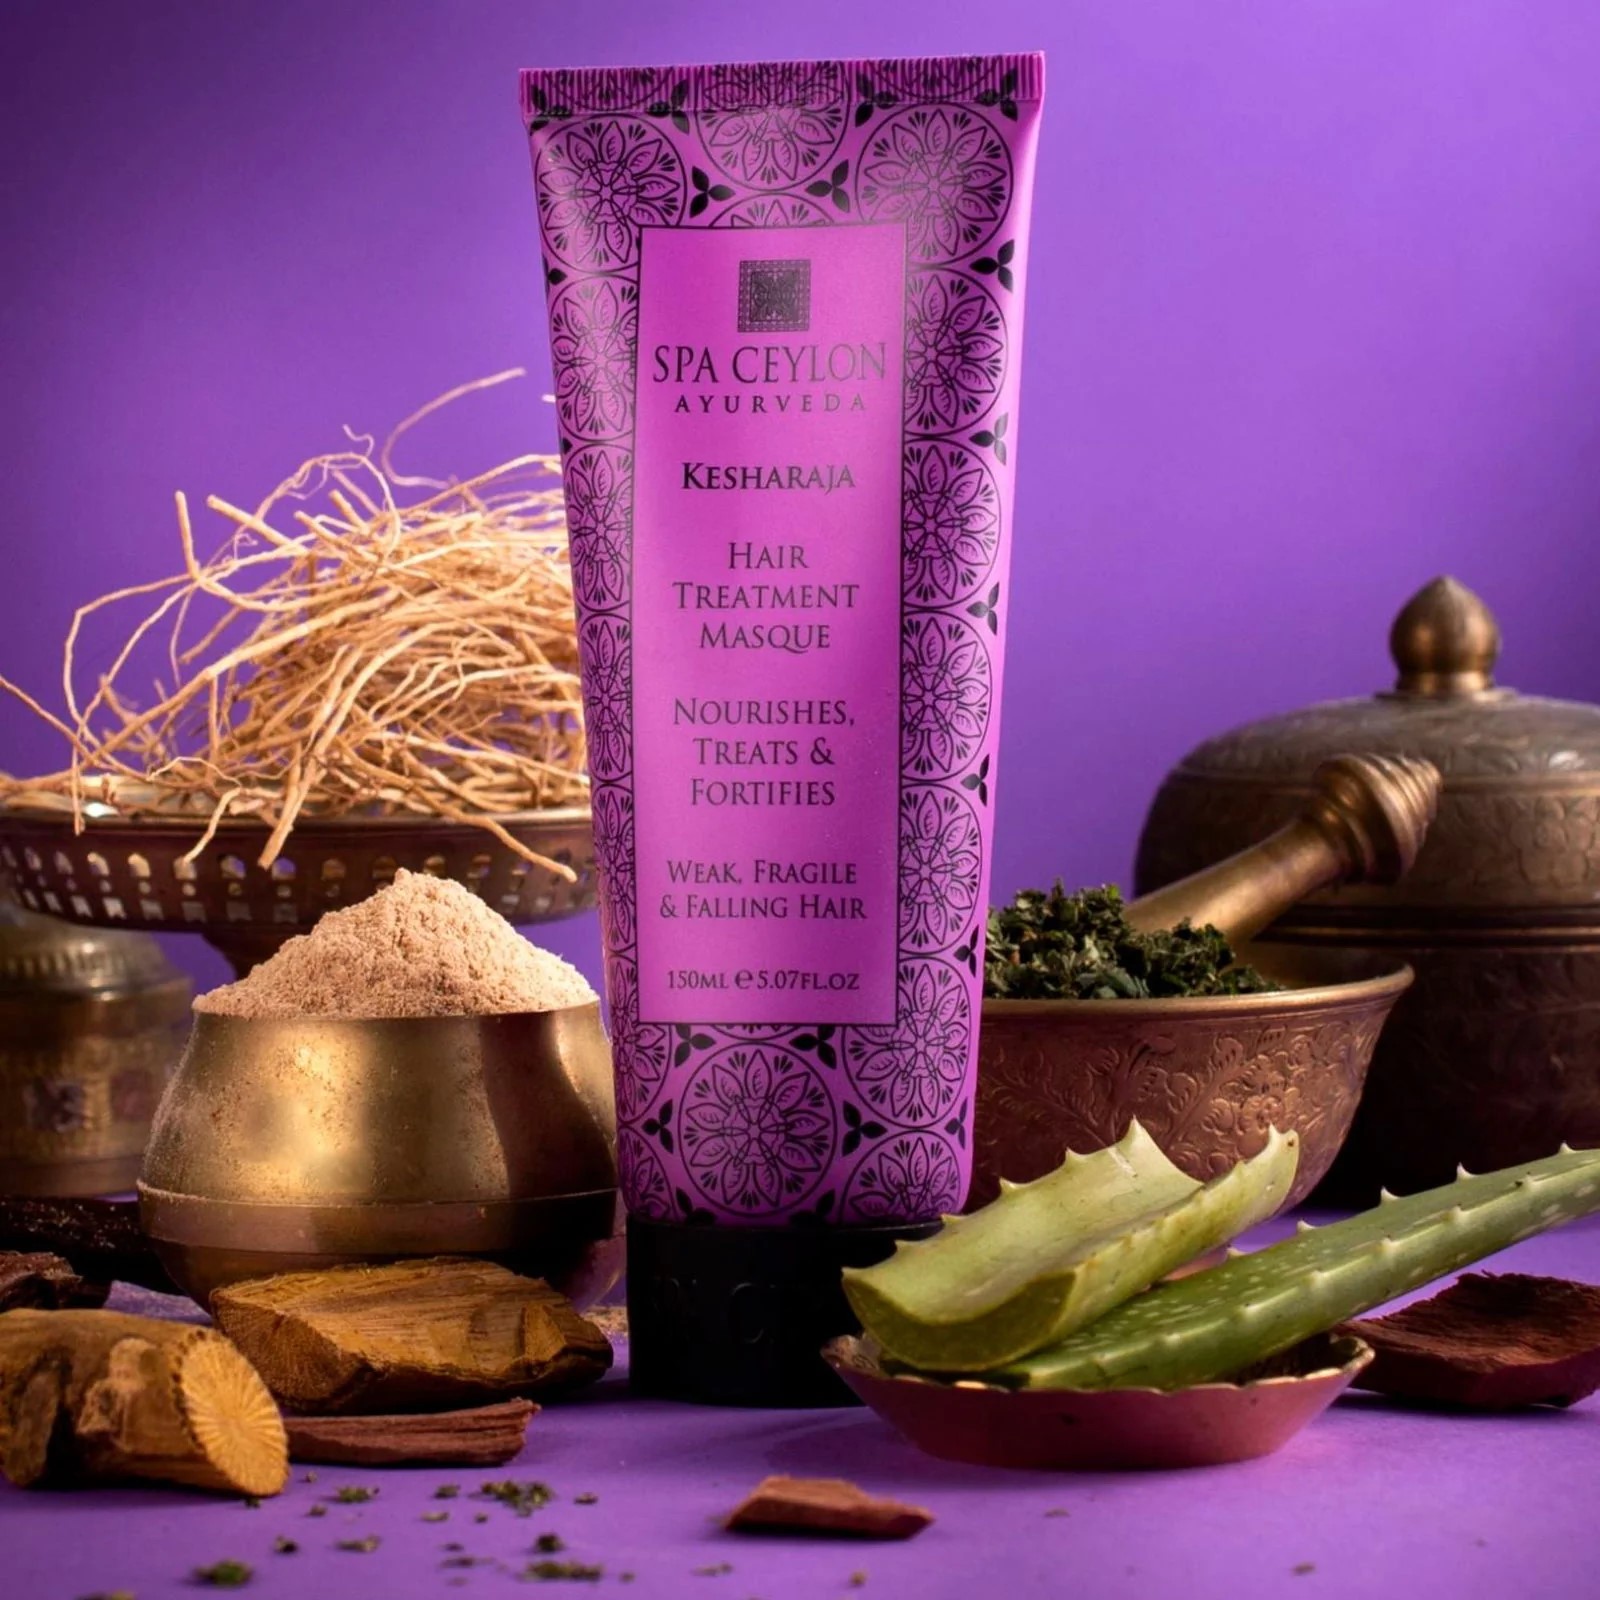 SPA CEYLON
AYURVEDA
KESHARAJA
HAIR
TREATMENT
MASQUE
NOURISHES,
TREATS &
FORTIFIES
WEAK, FRAGILE
& FALLING HAIR
150ML ℮ 5.07FL.OZ